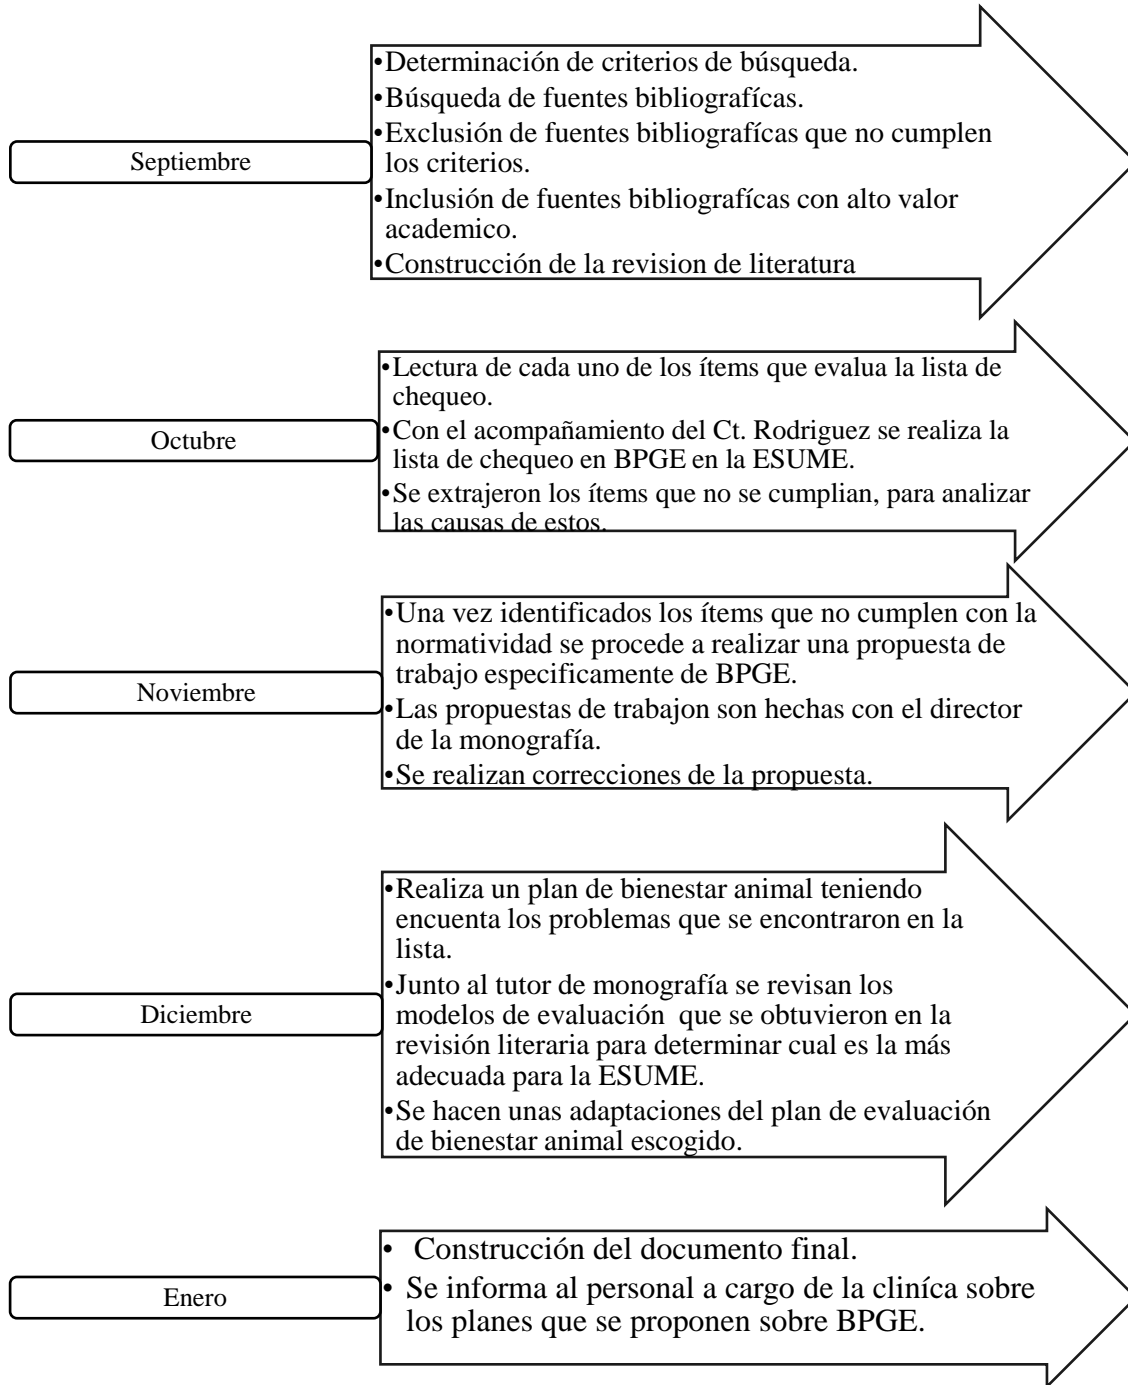 Septiembre
•Determinación de criterios de búsqueda.
•Búsqueda de fuentes bibliografícas.
•Exclusión de fuentes bibliografícas que no cumplen
los criterios.
•Inclusión de fuentes bibliografícas con alto valor
academico.
•Construcción de la revision de literatura
Octubre
•Lectura de cada uno de los ítems que evalua la lista de
chequeo.
•Con el acompañamiento del Ct. Rodriguez se realiza la
lista de chequeo en BPGE en la ESUME.
•Se extrajeron los ítems que no se cumplian, para analizar
las causas de estos.
Noviembre
•Una vez identificados los ítems que no cumplen con la
normatividad se procede a realizar una propuesta de
trabajo especificamente de BPGE.
•Las propuestas de trabajon son hechas con el director
de la monografía.
•Se realizan correcciones de la propuesta.
Diciembre
•Realiza un plan de bienestar animal teniendo
encuenta los problemas que se encontraron en la
lista.
•Junto al tutor de monografía se revisan los
modelos de evaluación  que se obtuvieron en la
revisión literaria para determinar cual es la más
adecuada para la ESUME.
•Se hacen unas adaptaciones del plan de evaluación
de bienestar animal escogido.
Enero
• Construcción del documento final.
• Se informa al personal a cargo de la cliníca sobre
los planes que se proponen sobre BPGE.